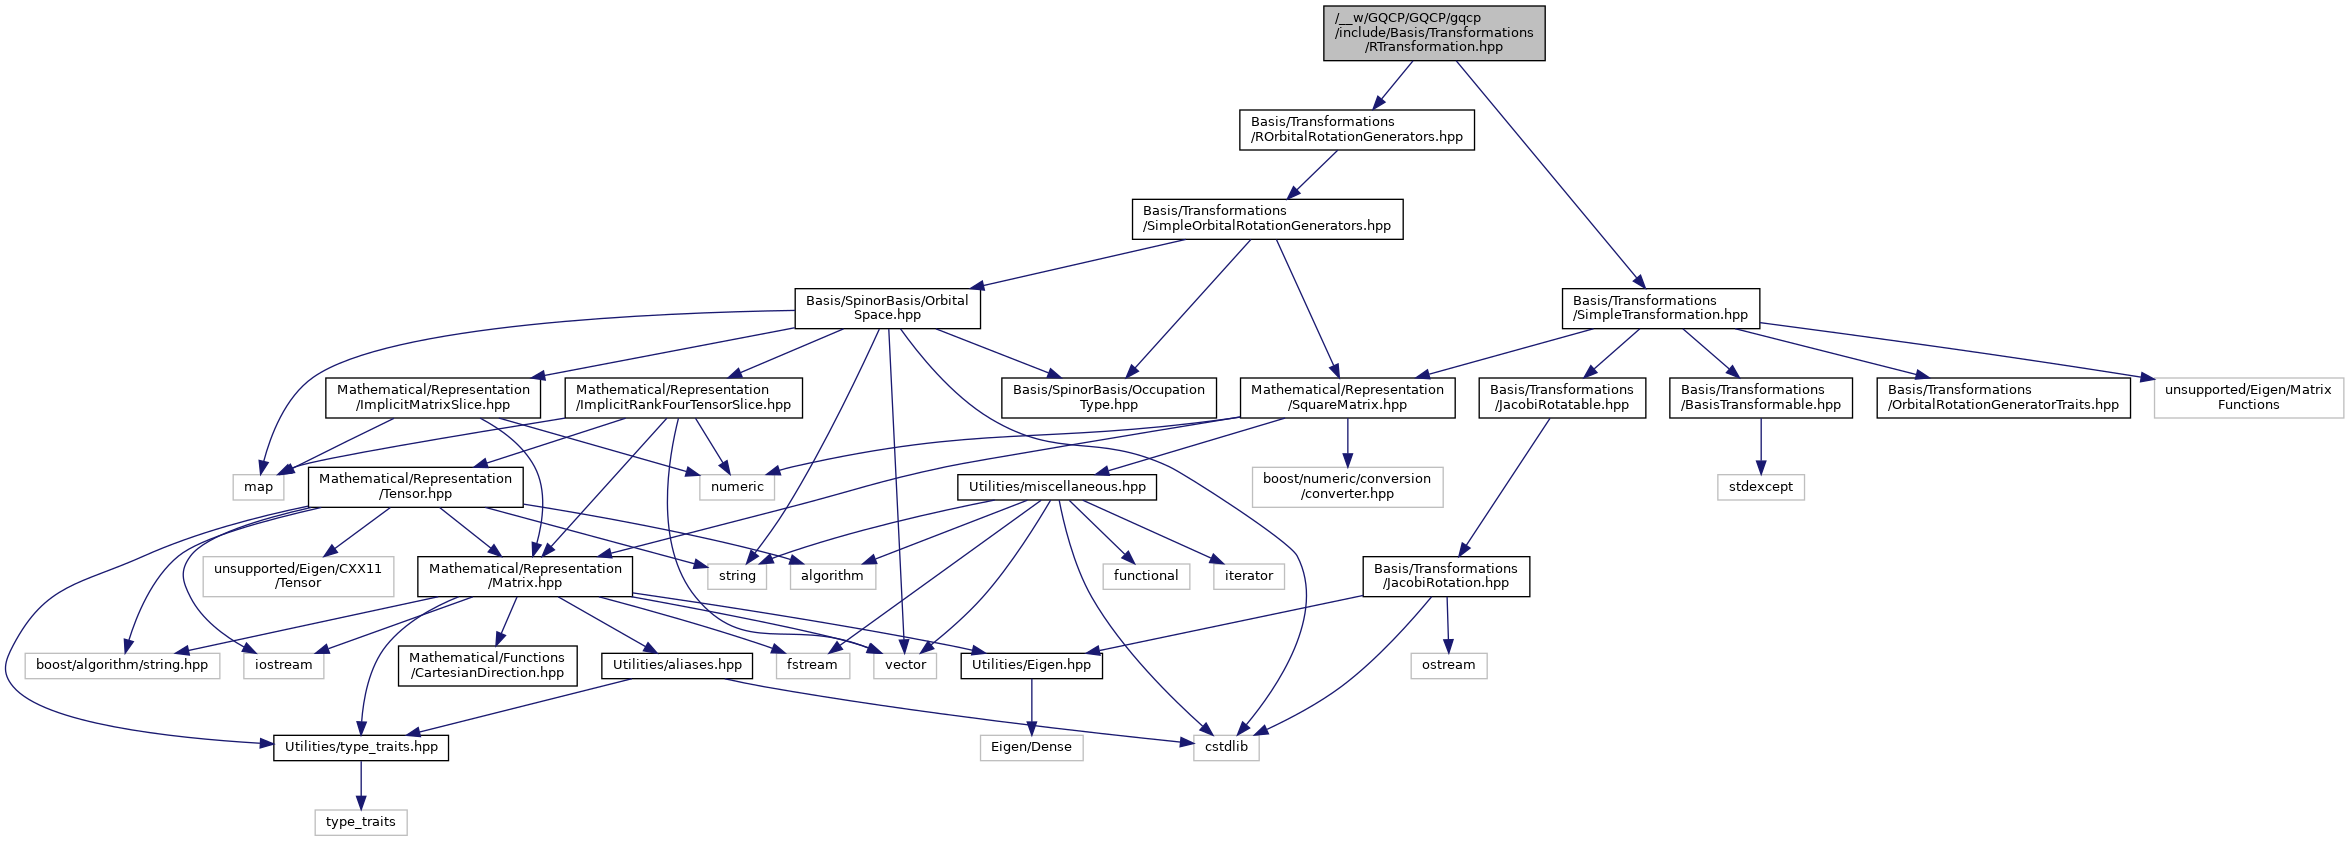 /__w/GQCP/GQCP/gqcp
/include/Basis/Transformations
/RTransformation.hpp
Basis/Transformations
/ROrbitalRotationGenerators.hpp
Basis/Transformations
/SimpleOrbitalRotationGenerators.hpp
Basis/SpinorBasis/Orbital
Space.hpp
Basis/Transformations
/SimpleTransformation.hpp
Mathematical/Representation
/ImplicitMatrixSlice.hpp
Mathematical/Representation
/ImplicitRankFourTensorSlice.hpp
Basis/SpinorBasis/Occupation
Type.hpp
Mathematical/Representation
/SquareMatrix.hpp
Basis/Transformations
/JacobiRotatable.hpp
Basis/Transformations
/BasisTransformable.hpp
Basis/Transformations
/OrbitalRotationGeneratorTraits.hpp
unsupported/Eigen/Matrix
Functions
map
Mathematical/Representation
/Tensor.hpp
numeric
Utilities/miscellaneous.hpp
boost/numeric/conversion
/converter.hpp
stdexcept
unsupported/Eigen/CXX11
/Tensor
Mathematical/Representation
/Matrix.hpp
string
algorithm
functional
iterator
Basis/Transformations
/JacobiRotation.hpp
boost/algorithm/string.hpp
iostream
Mathematical/Functions
/CartesianDirection.hpp
Utilities/aliases.hpp
fstream
vector
Utilities/Eigen.hpp
ostream
Utilities/type_traits.hpp
Eigen/Dense
cstdlib
type_traits